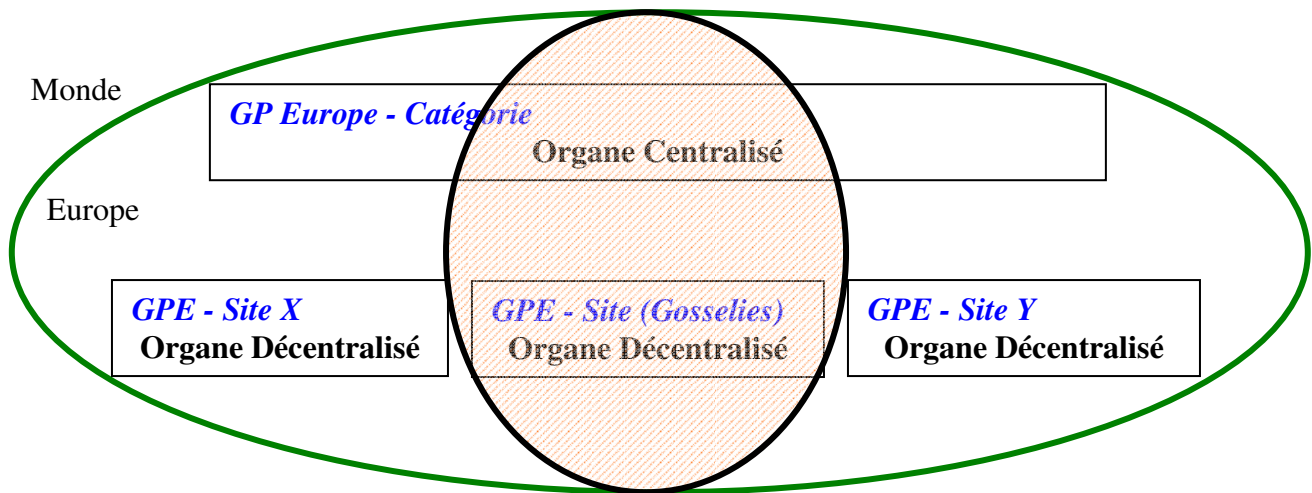 Monde
GP Europe - Catégorie
Organe Centralisé
Europe
GPE - Site X
Organe Décentralisé
GPE - Site (Gosselies)
Organe Décentralisé
GPE - Site Y
Organe Décentralisé